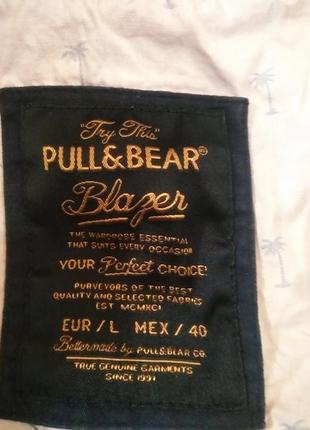 "Try This"
PULL&BEAR®
Blazer
THE WARDROBE ESSENTIAL
THAT SUITS EVERY OCCASION
YOUR Perfect CHOICE!
PURVEYORS OF THE BEST
QUALITY AND SELECTED FABRICS
EST MCMXCI
EUR / L MEX / 40
Bettermade by PULL&BEAR CO.
TRUE GENUINE GARMENTS
SINCE 1991